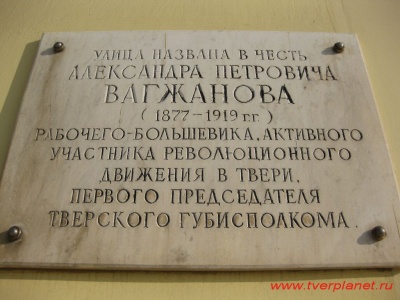 УЛИЦА НАЗВАНА В ЧЕСТЬ
АЛЕКСАНДРА ПЕТРОВИЧА
ВАГЖАНОВА
(1877-1919 г.г.)
РАБОЧЕГО-БОЛЬШЕВИКА, АКТИВНОГО
УЧАСТНИКА РЕВОЛЮЦИОННОГО
ДВИЖЕНИЯ В ТВЕРИ,
ПЕРВОГО ПРЕДСЕДАТЕЛЯ
ТВЕРСКОГО ГУБИСПОЛКОМА.
www.tverplanet.ru